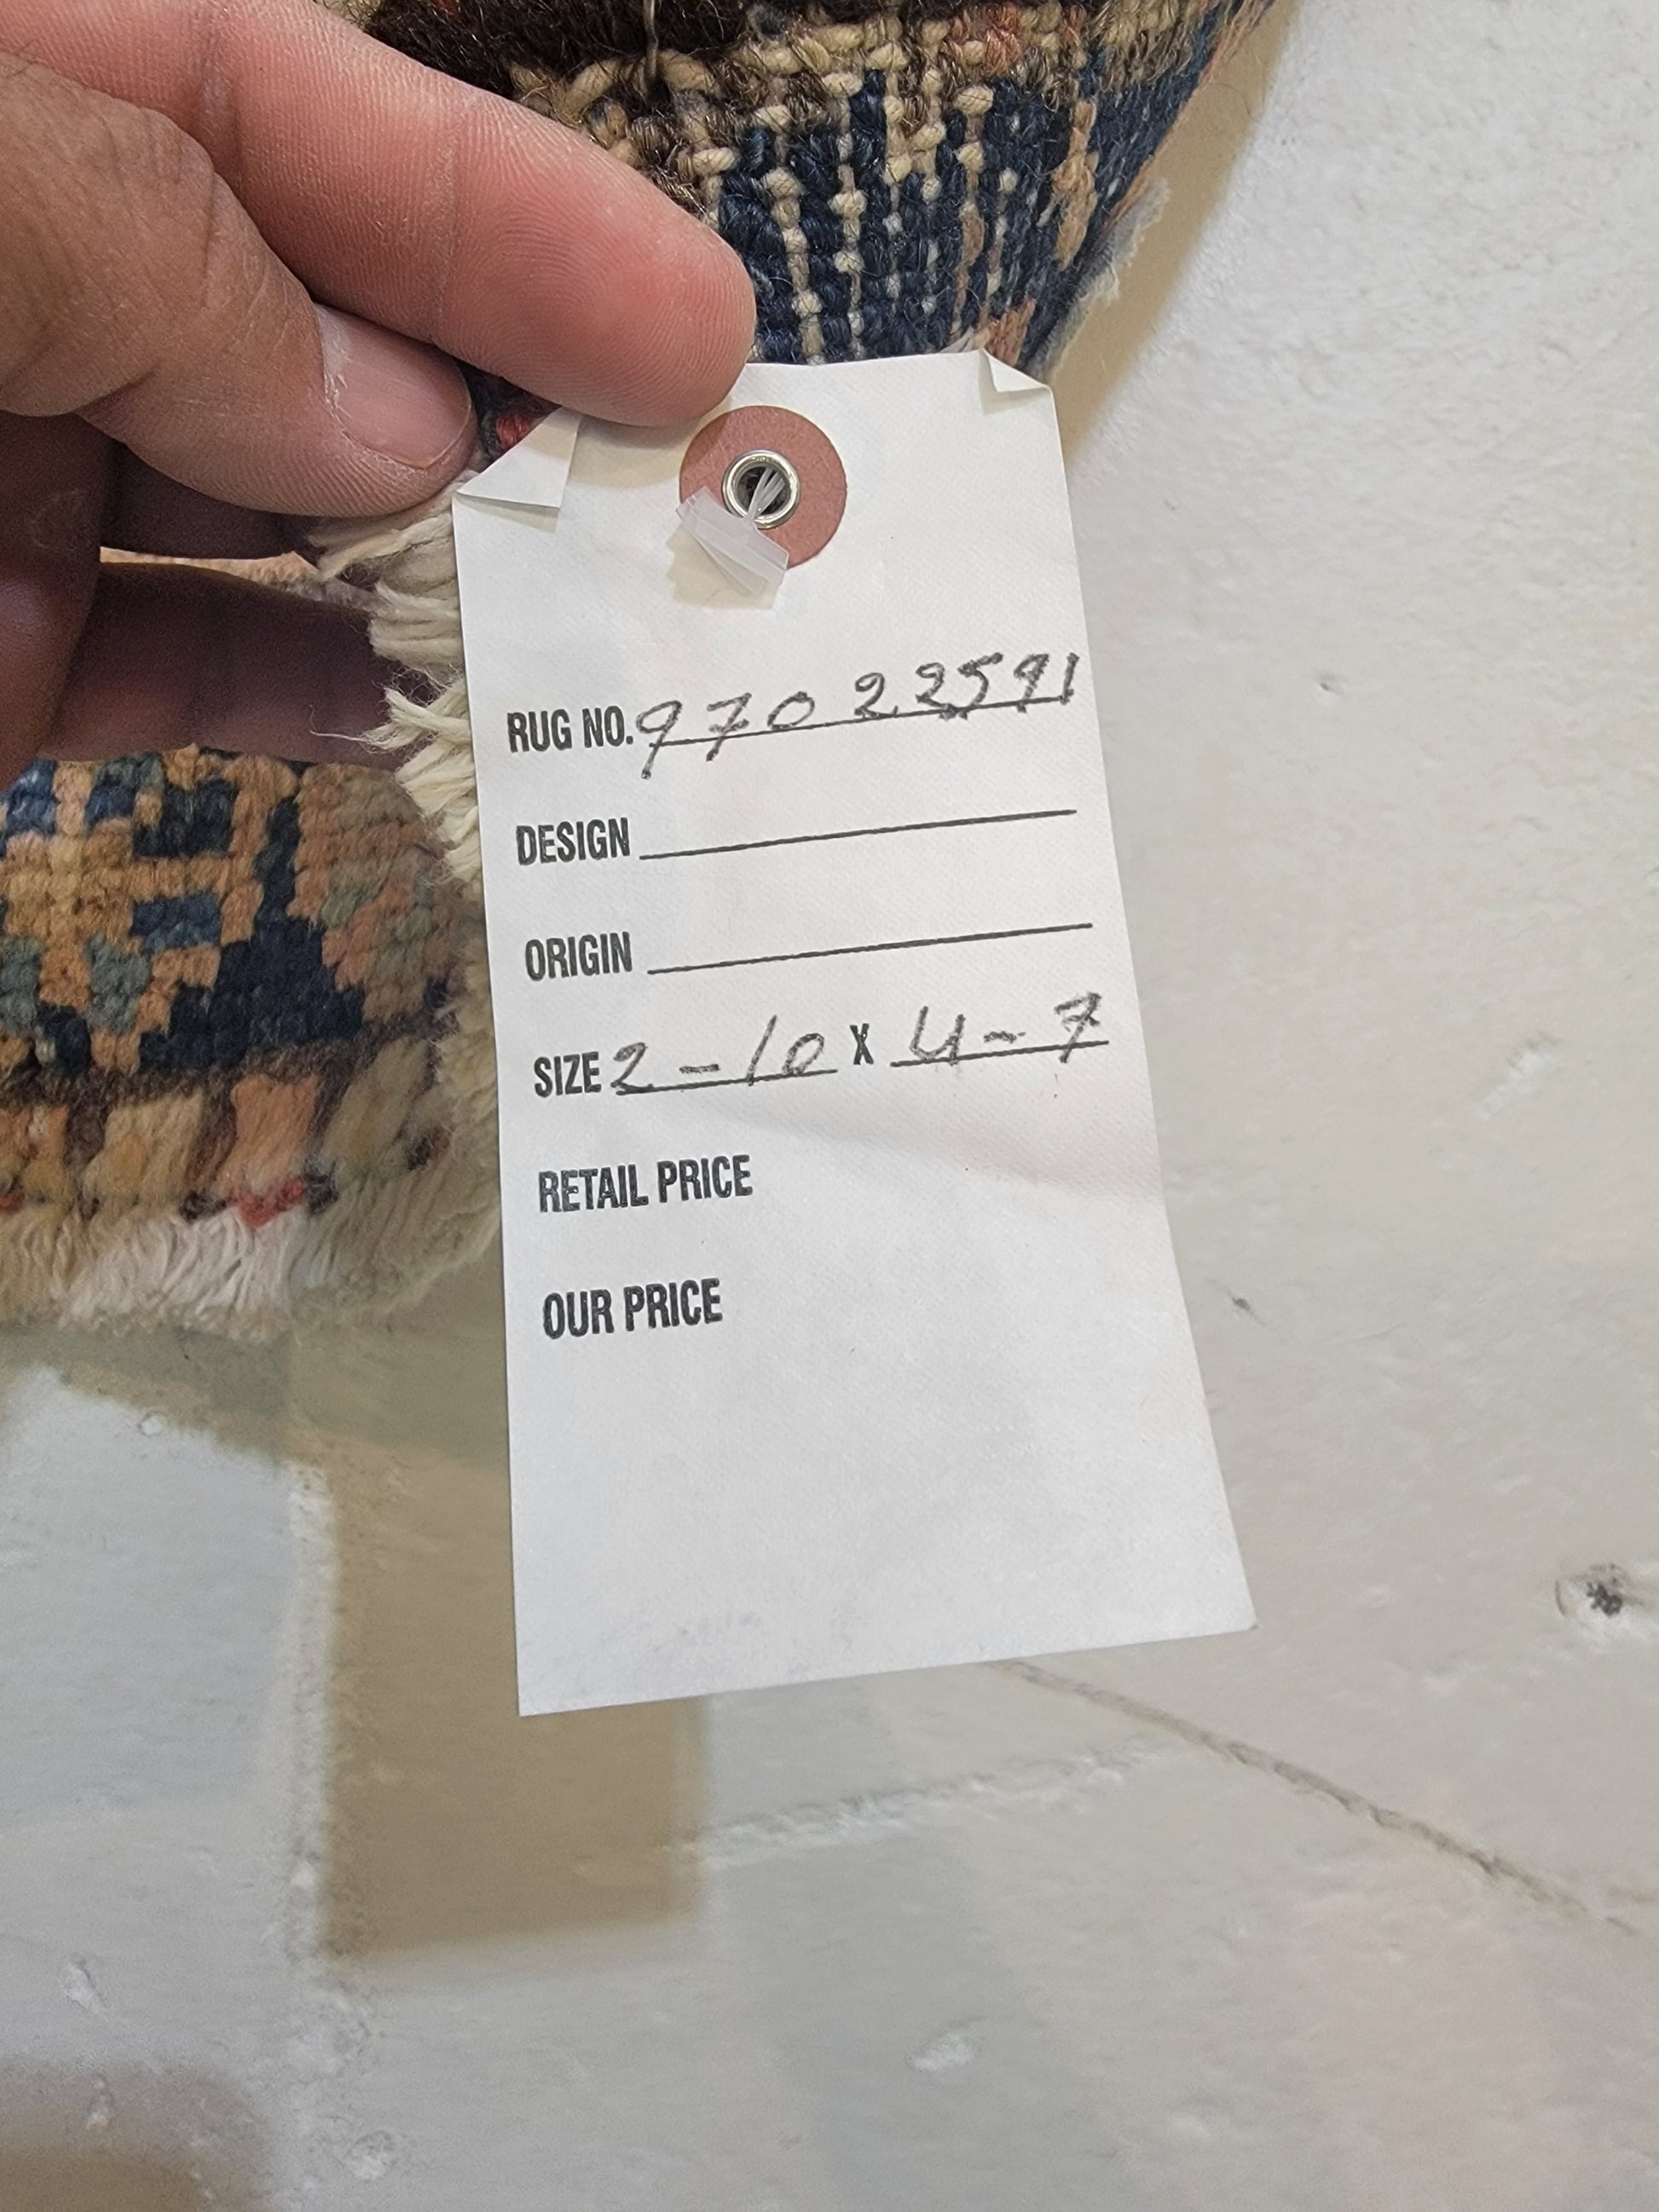 RUG NO. 97022591
DESIGN
ORIGIN
SIZE 2-10 X 4-7
RETAIL PRICE
OUR PRICE